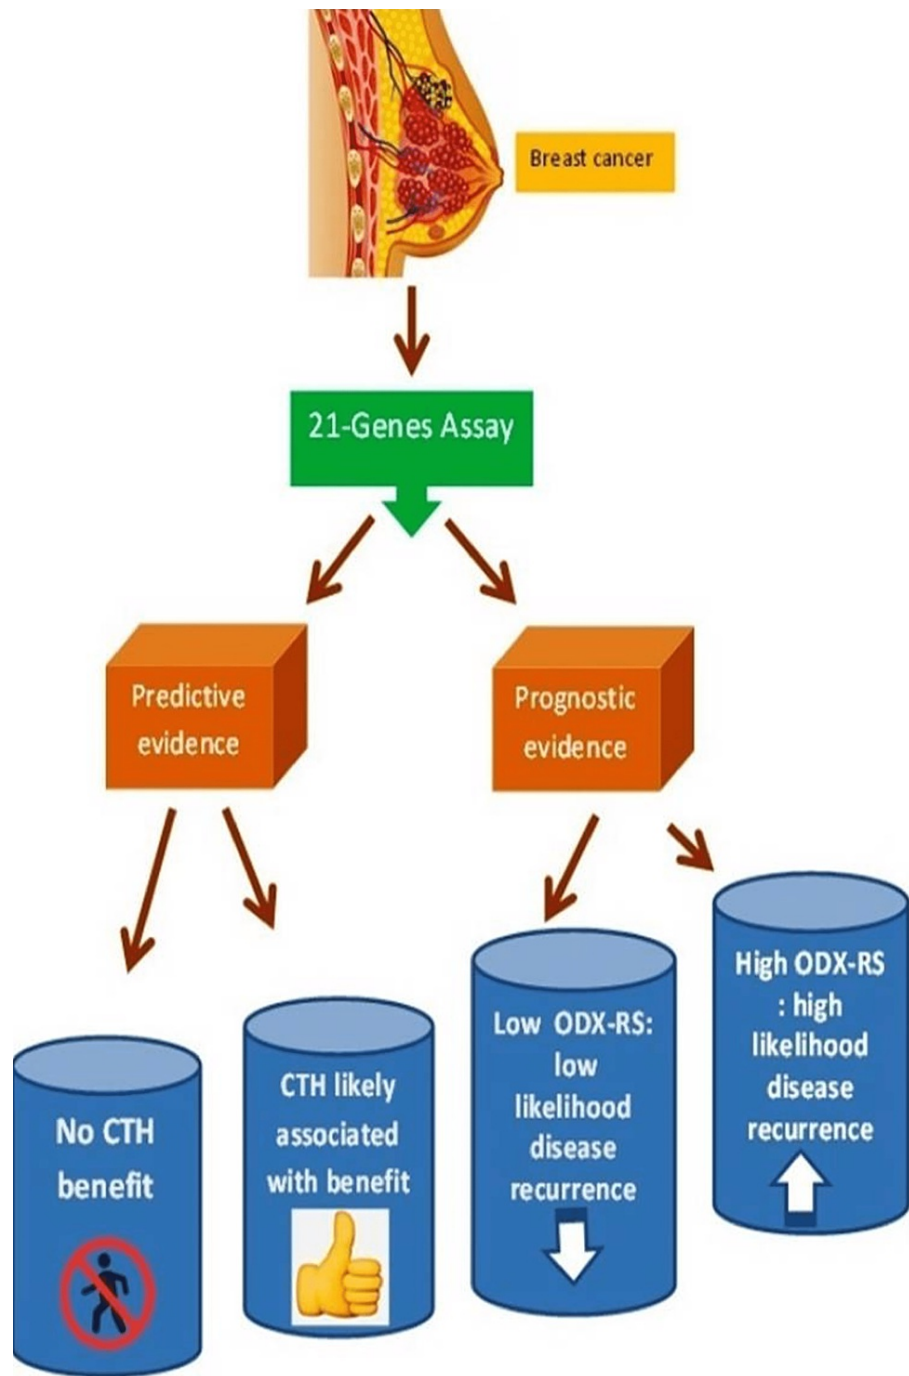 Breast cancer
21-Genes Assay
Predictive
evidence
Prognostic
evidence
No CTH
benefit
CTH likely
associated
with benefit
Low ODX-RS:
low
likelihood
disease
recurrence
High ODX-RS
: high
likelihood
disease
recurrence